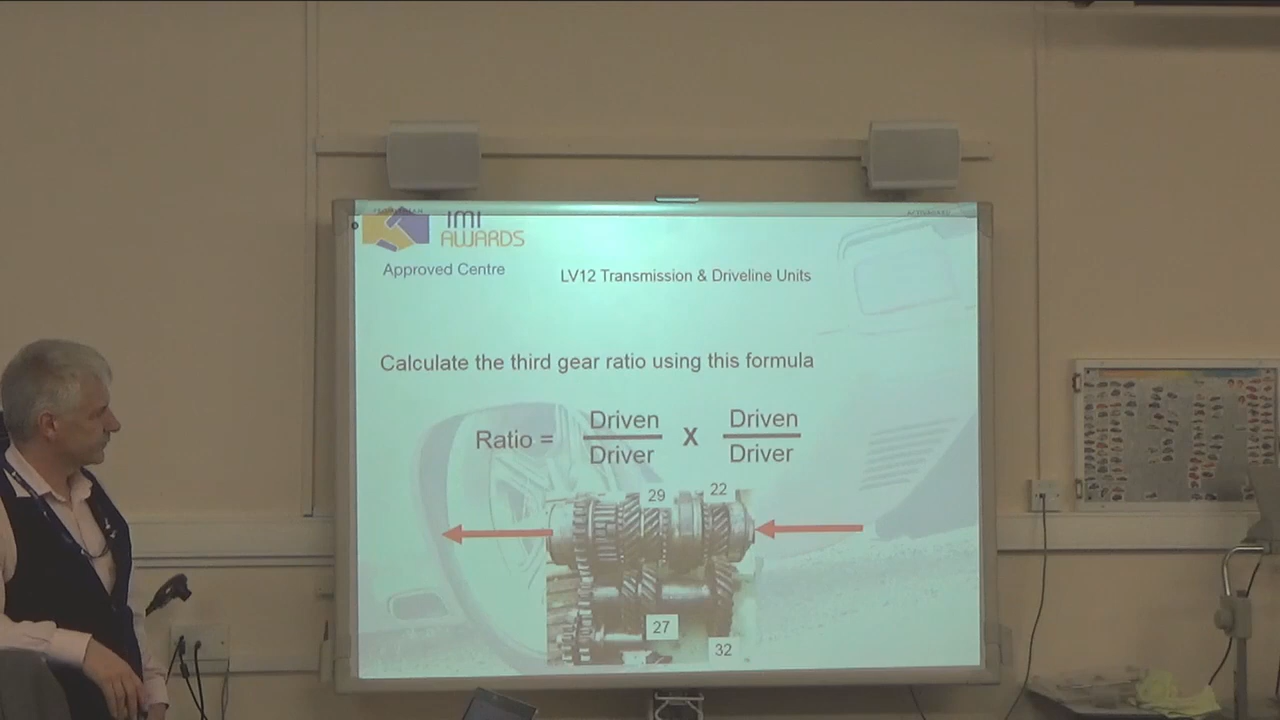 IMI
AWARDS
Approved Centre
LV12 Transmission & Driveline Units
Calculate the third gear ratio using this formula
Ratio = Driven X Driven
Driver Driver
29 22
27
32